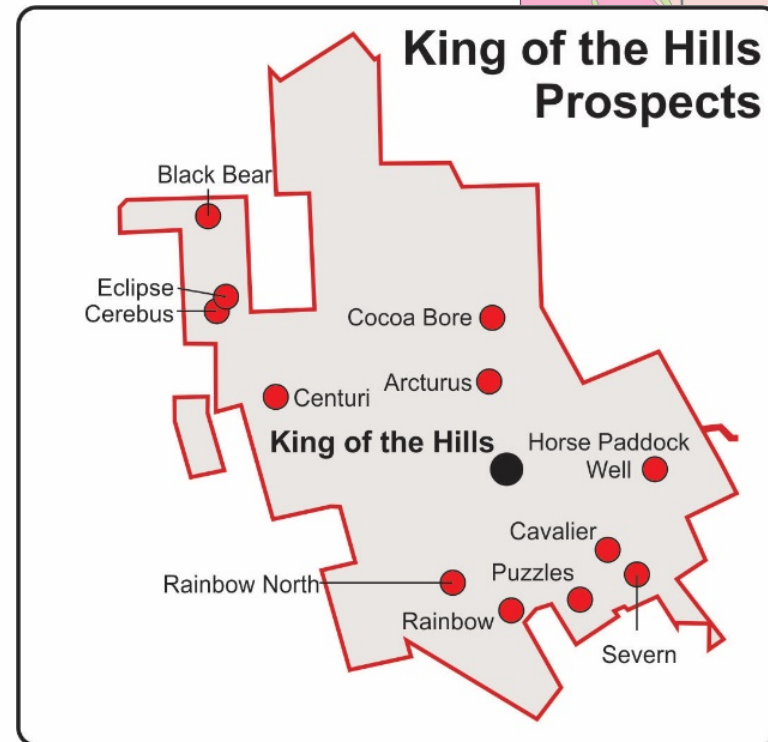 King of the Hills
Prospects
Black Bear
Eclipse
Cerebus
Cocoa Bore
Arcturus
Centuri
King of the Hills
Horse Paddock
Well
Cavalier
Puzzles
Rainbow North
Rainbow
Severn